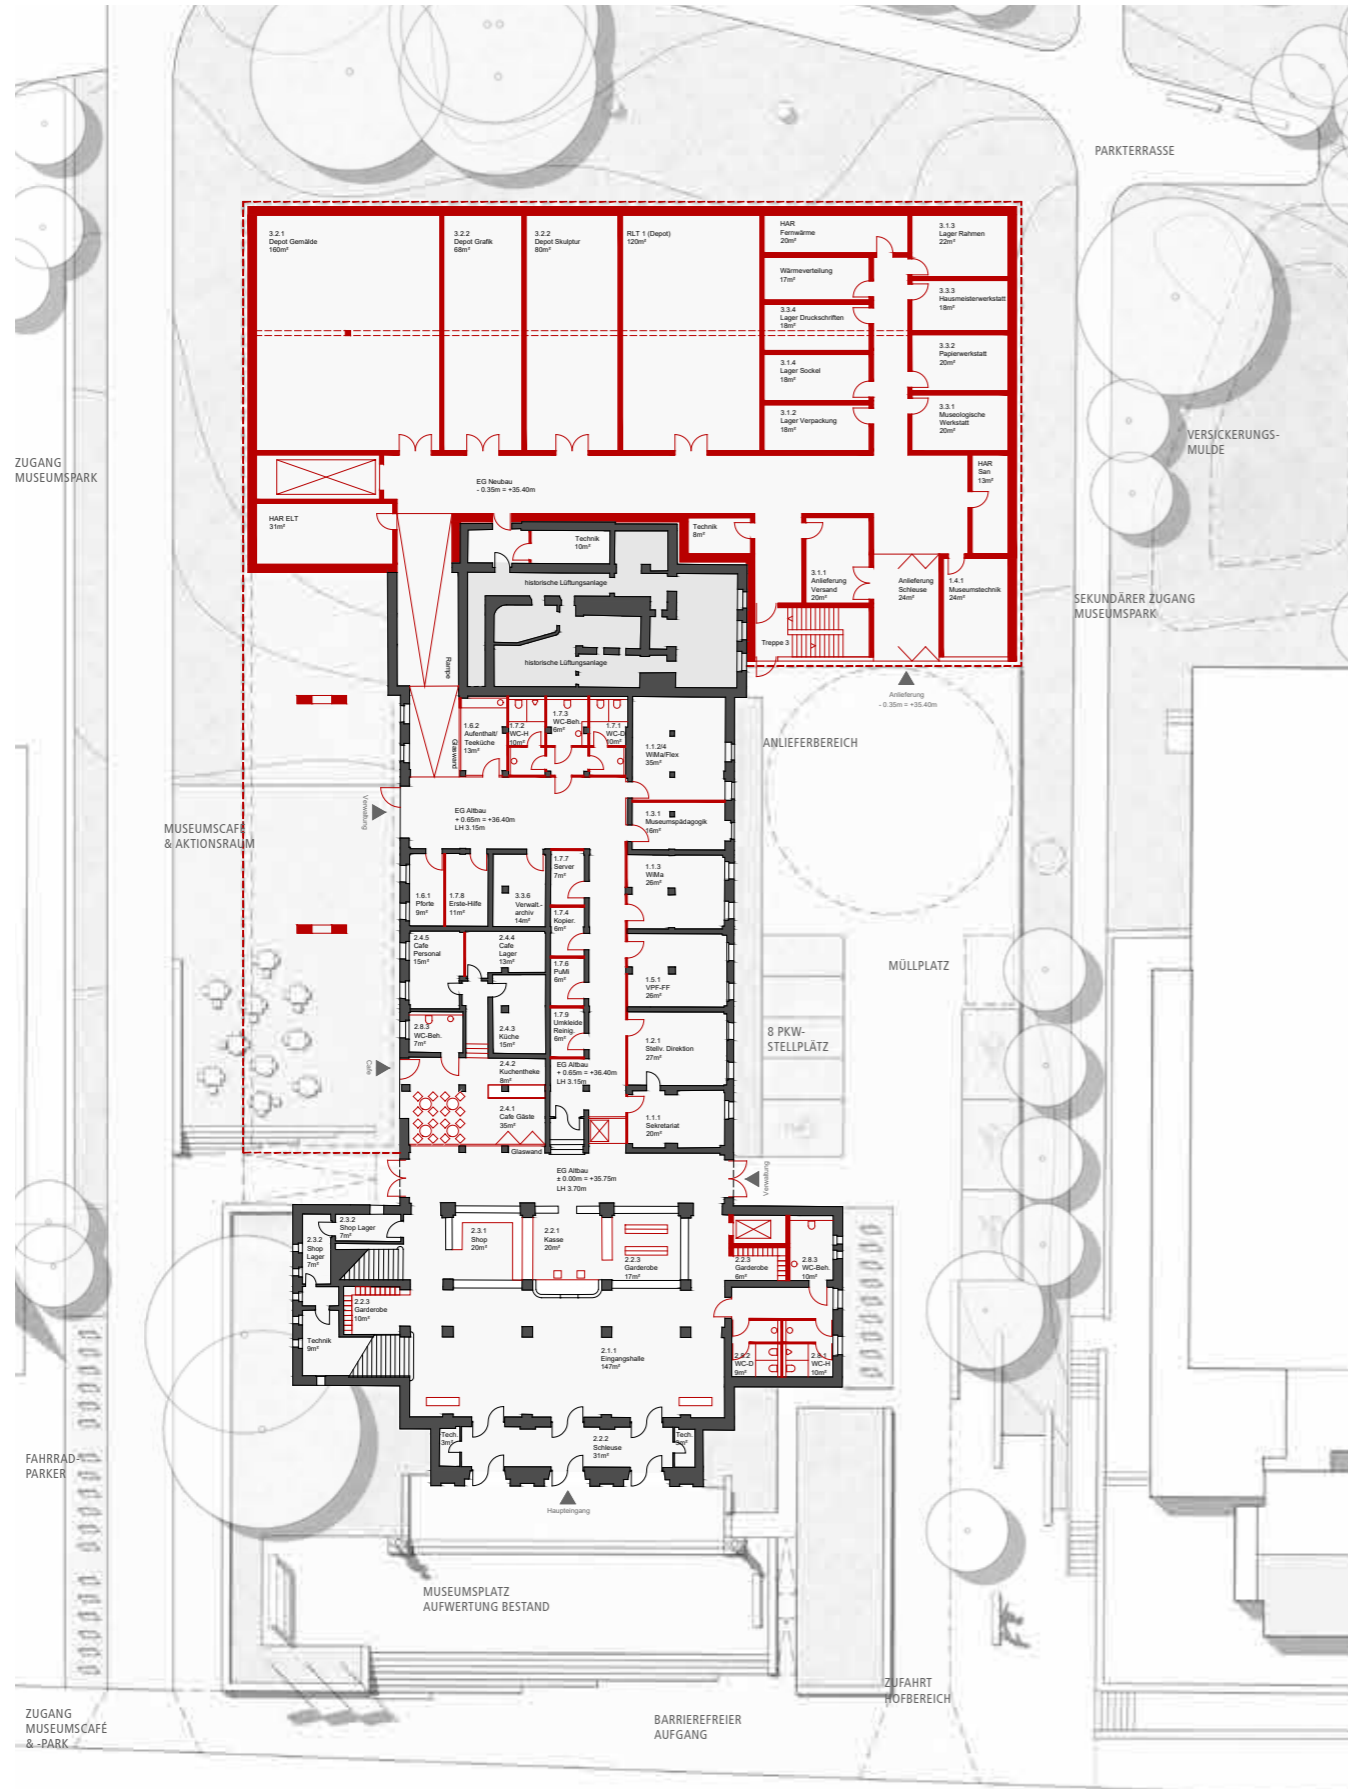 PARKTERRASSE
3.2.1
Depot Gemälde
160m²
3.2.2
Depot Grafik
68m²
3.2.2
Depot Skulptur
80m²
RLT 1 (Depot)
120m²
HAR
Fernwärme
20m²
3.1.3
Lager Rahmen
22m²
Wärmeverteilung
17m²
3.3.3
Hausmeisterwerkstatt
18m²
3.3.4
Lager Druckschriften
18m²
3.3.2
Papierwerkstatt
20m²
3.1.4
Lager Sockel
18m²
3.1.2
Lager Verpackung
18m²
3.3.1
Museologische
Werkstatt
20m²
VERSICKERUNGS-
MULDE
ZUGANG
MUSEUMSPARK
HAR
San
13m²
EG Neubau
- 0.35m = +35.40m
HAR ELT
31m²
Technik
10m²
Technik
8m²
historische Lüftungsanlage
3.1.1
Anlieferung
Versand
20m²
Anlieferung
Schleuse
24m²
1.4.1
Museumstechnik
24m²
SEKUNDÄRER ZUGANG
MUSEUMSPARK
Treppe 3
historische Lüftungsanlage
Rampe
Anlieferung
- 0.35m = +35.40m
1.6.2
Aufenthalt/
Teeküche
13m²
1.7.2
WC-H
10m²
1.7.3
WC-Beh.
6m²
1.7.1
WC-D
10m²
1.1.2/4
WiMa/Flex
35m²
Glaswand
ANLIEFERBEREICH
Verwaltung
EG Altbau
+ 0.65m = +36.40m
LH 3.15m
1.3.1
Museumspädagogik
16m²
MUSEUMSCAFÉ
& AKTIONSRAUM
1.6.1
Pforte
9m²
1.7.8
Erste-Hilfe
11m²
3.3.6
Verwalt.-
archiv
14m²
1.7.7
Server
7m²
1.1.3
WiMa
26m²
1.7.4
Kopier.
6m²
2.4.5
Cafe
Personal
15m²
2.4.4
Cafe
Lager
13m²
1.7.6
PuMi
6m²
1.5.1
VPF-FF
26m²
MÜLLPLATZ
2.8.3
WC-Beh.
7m²
2.4.3
Küche
15m²
1.7.9
Umkleide
Reinig.
6m²
1.2.1
Stellv. Direktion
27m²
8 PKW-
STELLPLÄTZ
Cafe
2.4.2
Kuchentheke
8m²
EG Altbau
+ 0.65m = +36.40m
LH 3.15m
2.4.1
Cafe Gäste
35m²
1.1.1
Sekretariat
20m²
Glaswand
EG Altbau
± 0.00m = +35.75m
LH 3.70m
Verwaltung
2.3.2
Shop Lager
7m²
2.3.2
Shop
Lager
7m²
2.3.1
Shop
20m²
2.2.1
Kasse
20m²
2.2.3
Garderobe
17m²
2.2.3
Garderobe
6m²
2.8.3
WC-Beh.
10m²
2.2.3
Garderobe
10m²
Technik
9m²
2.1.1
Eingangshalle
147m²
2.8.2
WC-D
9m²
2.8.1
WC-H
10m²
Tech.
3m²
2.2.2
Schleuse
31m²
Tech.
3m²
Haupteingang
FAHRRAD-
PARKER
MUSEUMSPLATZ
AUFWERTUNG BESTAND
ZUFAHRT
HOFBEREICH
ZUGANG
MUSEUMSCAFÉ
& -PARK
BARRIEREFREIER
AUFGANG